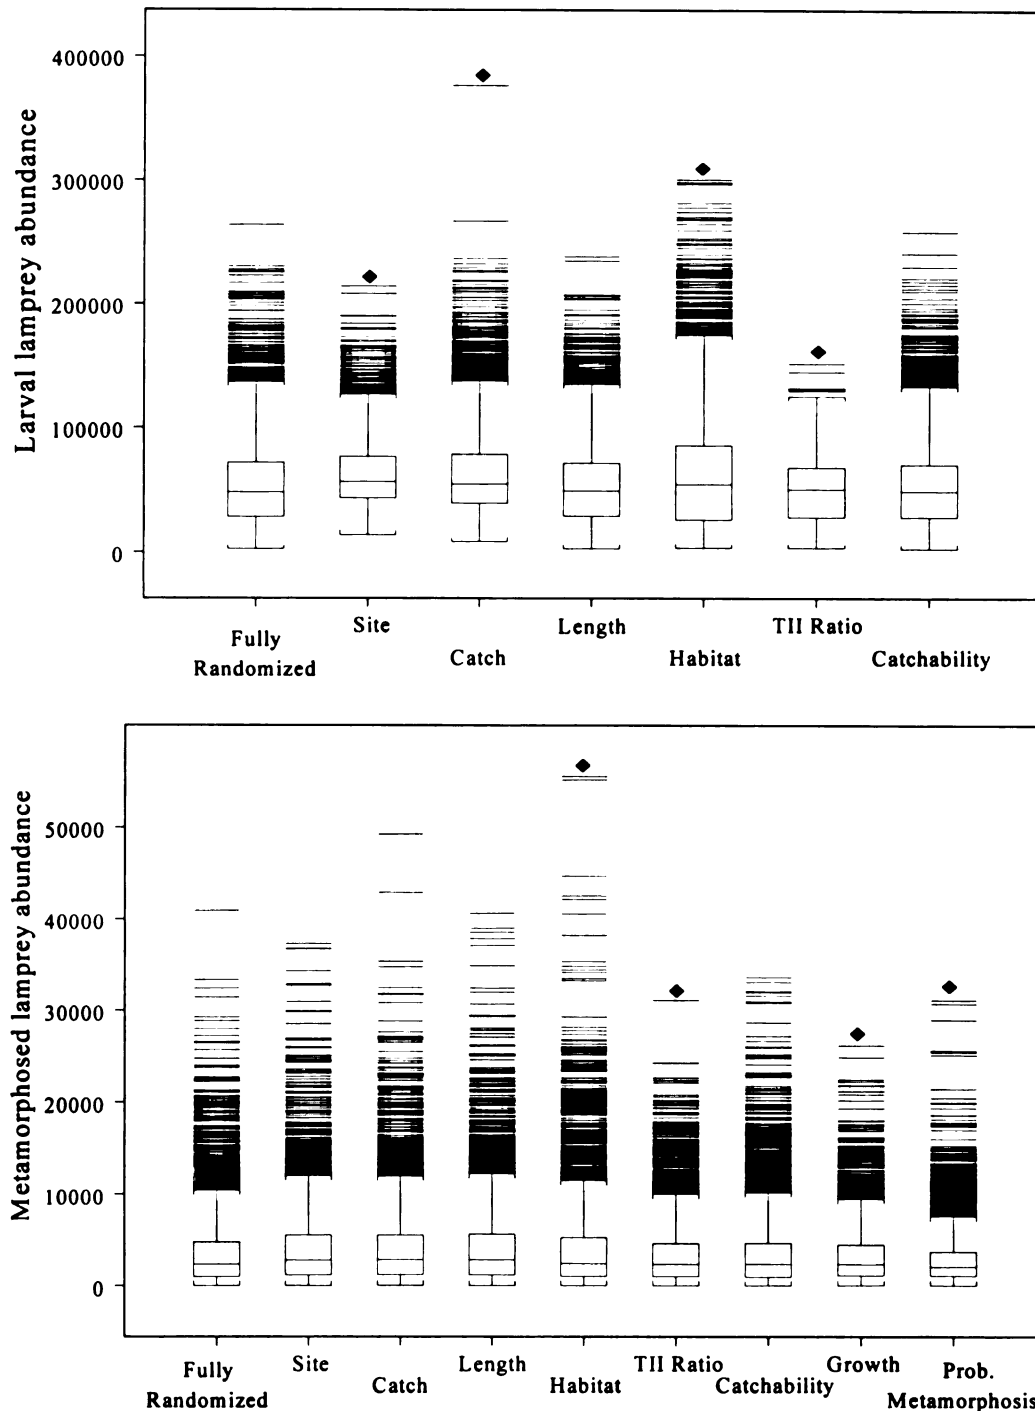 Larval lamprey abundance
400000
300000
200000
100000
0
Fully
Randomized
Site
Catch
Length
Habitat
TII Ratio
Catchability
Metamorphosed lamprey abundance
50000
40000
30000
20000
10000
0
Fully
Randomized
Site
Catch
Length
Habitat
TII Ratio
Catchability
Growth
Prob.
Metamorphosis